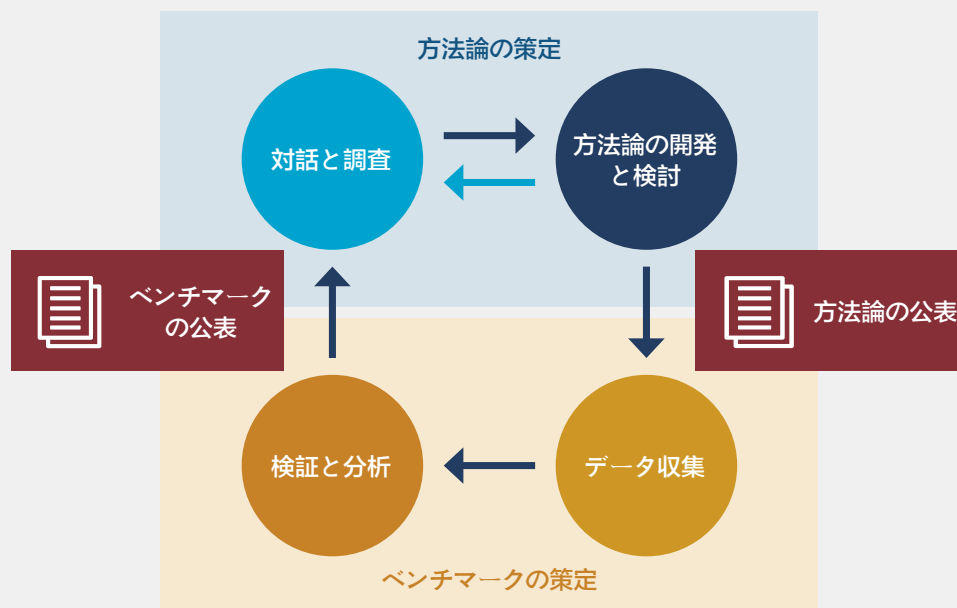 方法論の策定
対話と調査
方法論の開発
と検討
ベンチマーク
の公表
方法論の公表
検証と分析
データ収集
ベンチマークの策定